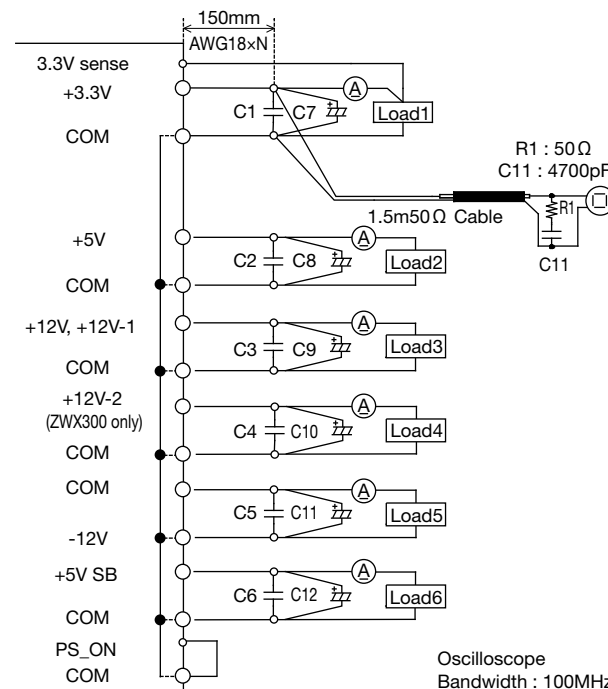 150mm
AWG18×N
3.3V sense
+3.3V
C1 C7
A
Load1
COM
R1 : 50Ω
C11 : 4700pF
R1
1.5m50Ω Cable
C11
+5V
C2 C8
A
Load2
COM
+12V, +12V-1
C3 C9
A
Load3
COM
+12V-2
(ZWX300 only)
C4 C10
A
Load4
COM
COM
C5 C11
A
Load5
-12V
+5V SB
C6 C12
A
Load6
COM
PS_ON
COM
Oscilloscope
Bandwidth : 100MHz